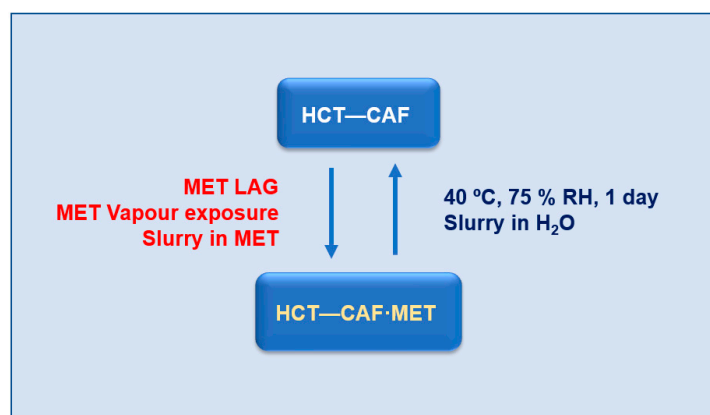 HCT—CAF
MET LAG
MET Vapour exposure
Slurry in MET
40 ºC, 75 % RH, 1 day
Slurry in H₂O
HCT—CAF·MET